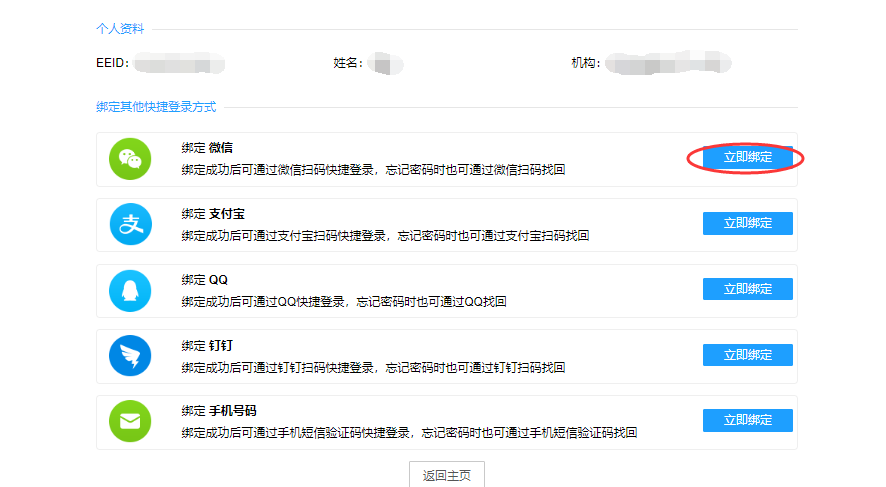 个人资料
EEID: 姓名: 机构:
绑定其他快捷登录方式
绑定 微信
绑定成功后可通过微信扫码快捷登录，忘记密码时也可通过微信扫码找回
立即绑定
绑定 支付宝
绑定成功后可通过支付宝扫码快捷登录，忘记密码时也可通过支付宝扫码找回
立即绑定
绑定 QQ
绑定成功后可通过QQ快捷登录，忘记密码时也可通过QQ找回
立即绑定
绑定 钉钉
绑定成功后可通过钉钉扫码快捷登录，忘记密码时也可通过钉钉扫码找回
立即绑定
绑定 手机号码
绑定成功后可通过手机短信验证码快捷登录，忘记密码时也可通过手机短信验证码找回
立即绑定
返回主页